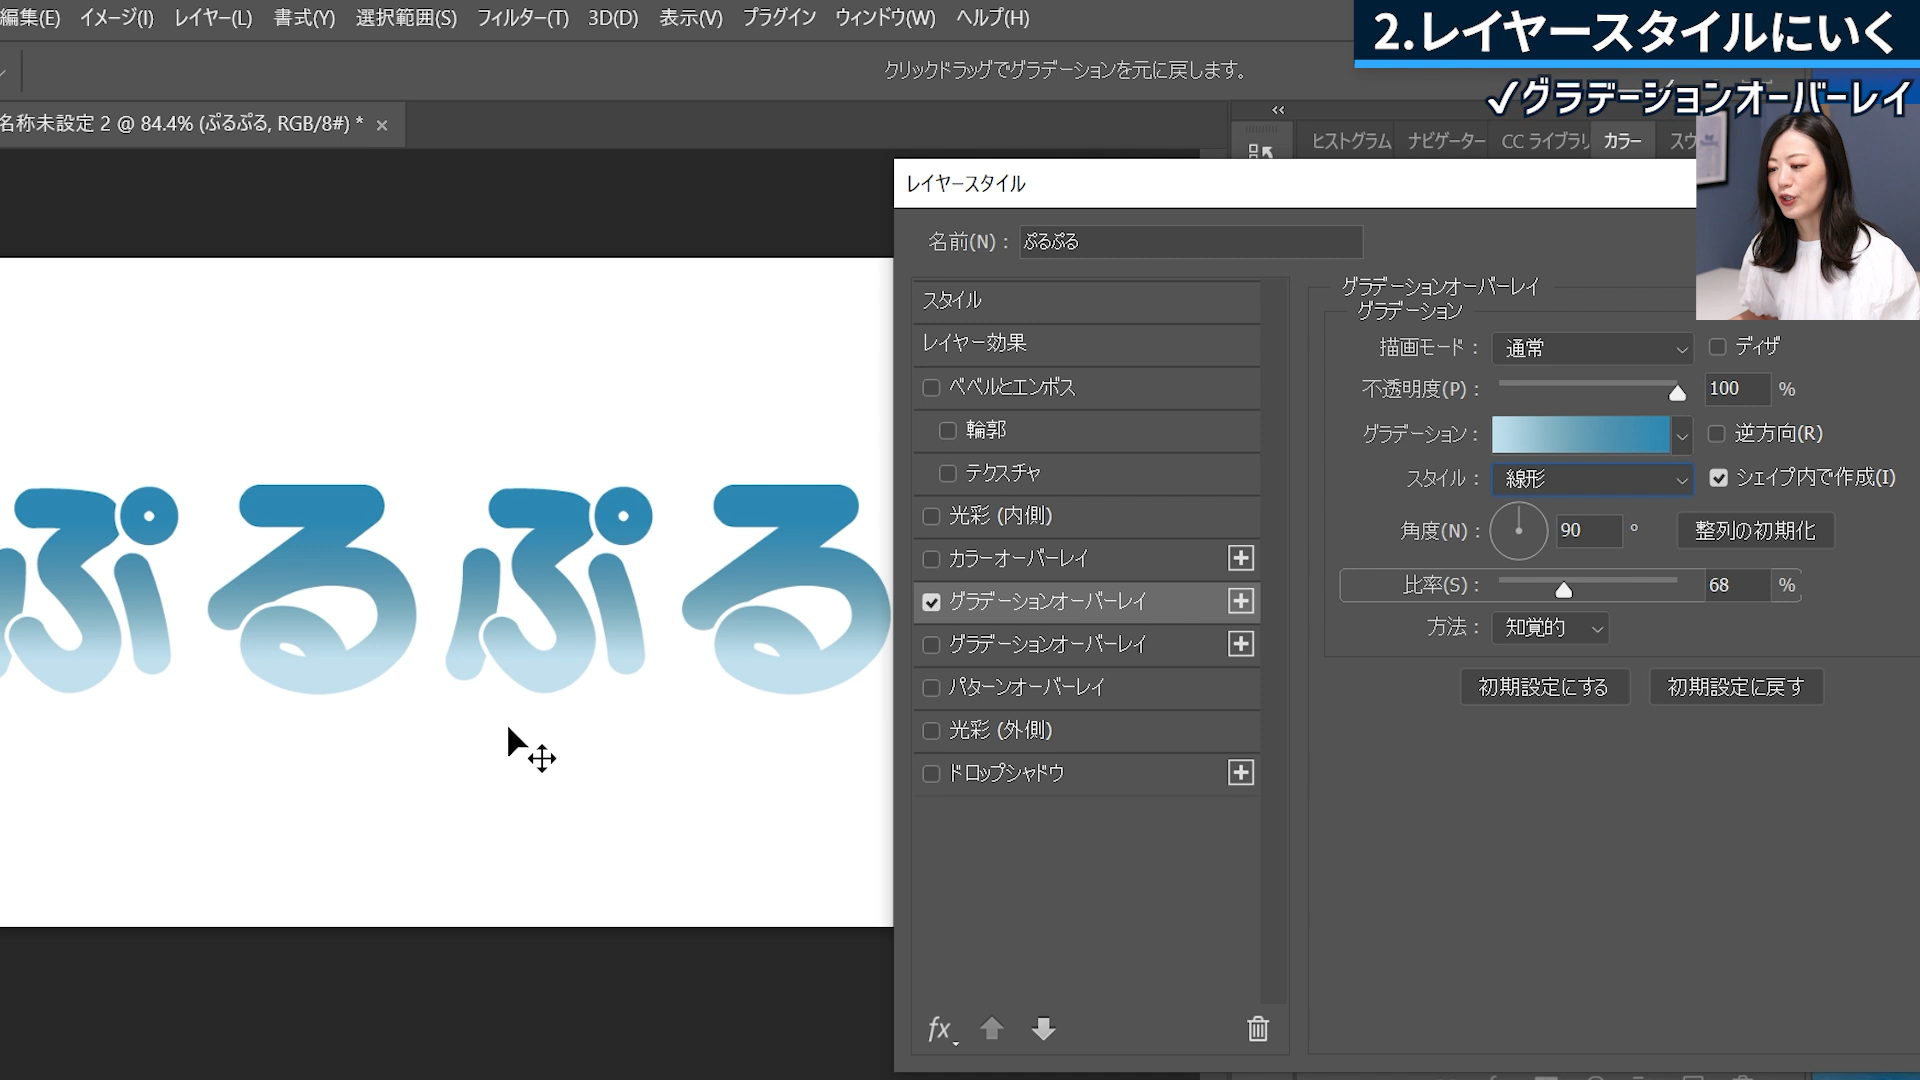 編集(E) イメージ(I) レイヤー(L) 書式(Y) 選択範囲(S) フィルター(T) 3D(D) 表示(V) プラグイン ウィンドウ(W) ヘルプ(H)
2.レイヤースタイルにいく
✓グラデーションオーバーレイ
クリックドラッグでグラデーションを元に戻します。
名称未設定 2 @ 84.4% (ぷるぷる, RGB/8#) * ×
ヒストグラム ナビゲーター CC ライブラリ カラー スウ
レイヤースタイル
名前(N) : ぷるぷる
スタイル
レイヤー効果
ベベルとエンボス
輪郭
テクスチャ
光彩 (内側)
カラーオーバーレイ
グラデーションオーバーレイ
グラデーションオーバーレイ
パターンオーバーレイ
光彩 (外側)
ドロップシャドウ
fx
グラデーションオーバーレイ
グラデーション
描画モード : 通常 ディザ
不透明度(P) : 100 %
グラデーション : 逆方向(R)
スタイル : 線形 シェイプ内で作成(I)
角度(N) : 90 ° 整列の初期化
比率(S) : 68 %
方法 : 知覚的
初期設定にする 初期設定に戻す
ぷるぷる